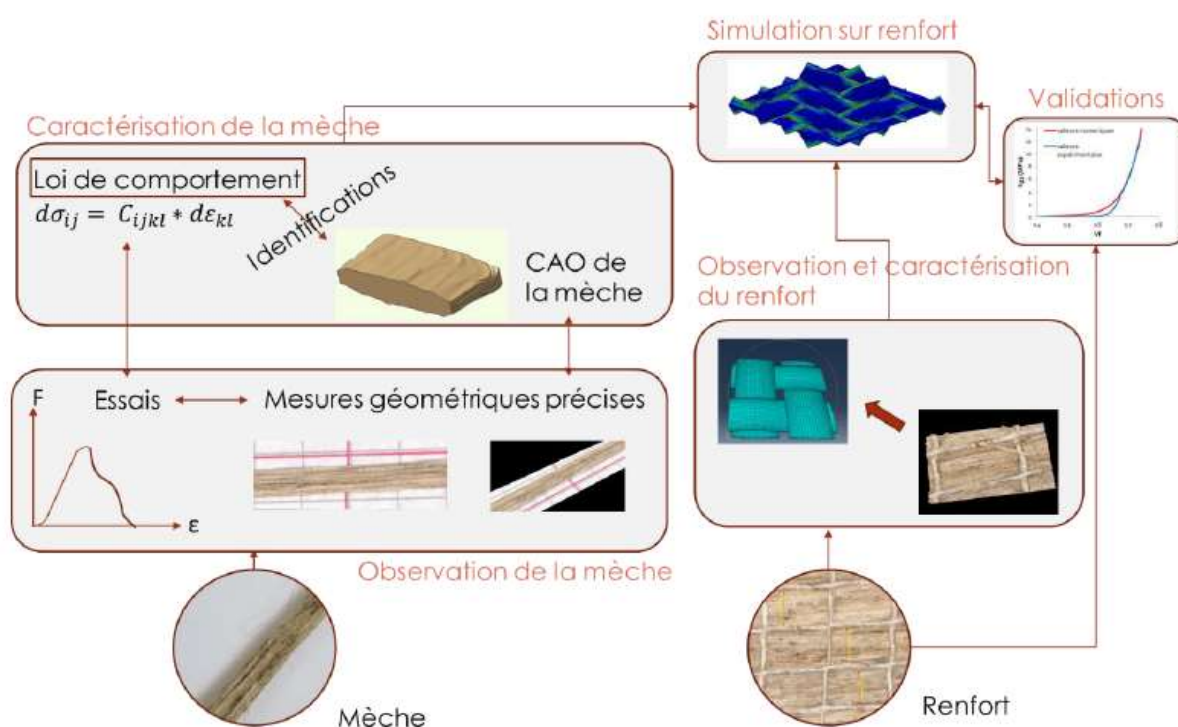 Simulation sur renfort
Validations
Caractérisation de la mèche
Loi de comportement
dσij = Cijkl * dεkl
Identifications
CAO de
la mèche
Observation et caractérisation
du renfort
F
Essais
Mesures géométriques précises
ε
Observation de la mèche
Mèche
Renfort